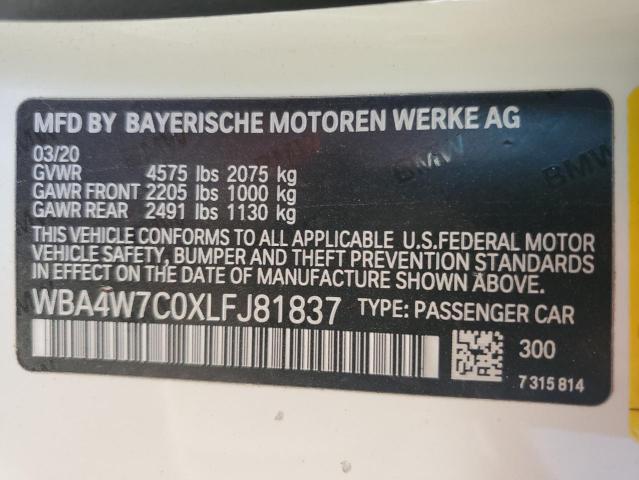 MFD BY BAYERISCHE MOTOREN WERKE AG
03/20
GVWR 4575 lbs 2075 kg
GAWR FRONT 2205 lbs 1000 kg
GAWR REAR 2491 lbs 1130 kg
THIS VEHICLE CONFORMS TO ALL APPLICABLE U.S.FEDERAL MOTOR
VEHICLE SAFETY, BUMPER AND THEFT PREVENTION STANDARDS
IN EFFECT ON THE DATE OF MANUFACTURE SHOWN ABOVE.
WBA4W7C0XLFJ81837 TYPE: PASSENGER CAR
300
7 315 814
BMW
BMW